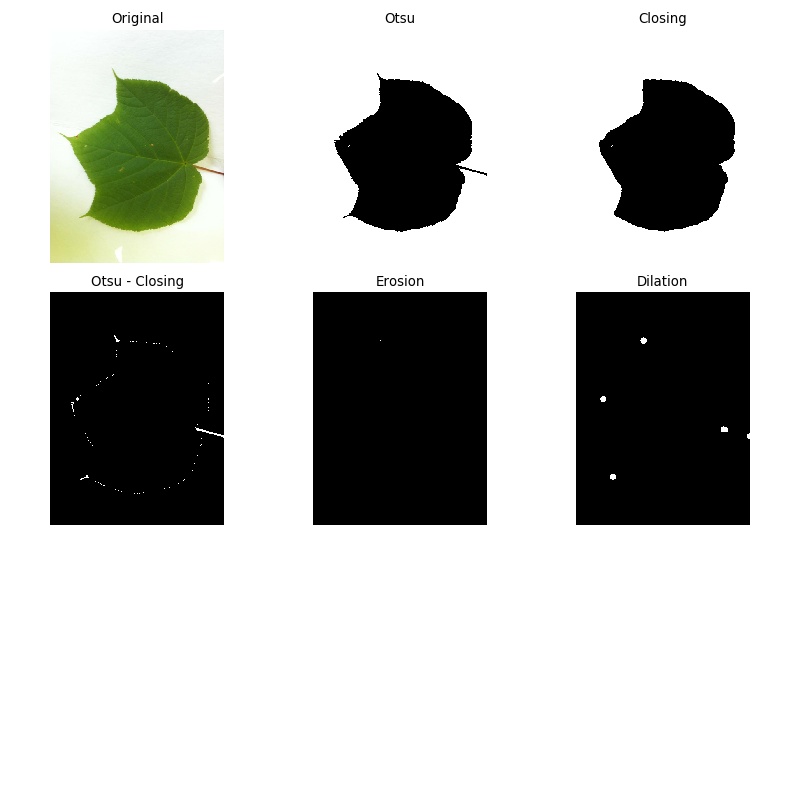 Original
Otsu
Closing
Otsu - Closing
Erosion
Dilation